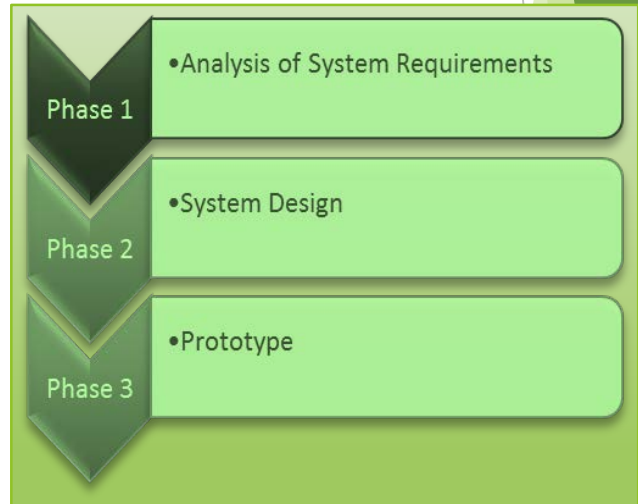 Phase 1
•Analysis of System Requirements
Phase 2
•System Design
Phase 3
•Prototype